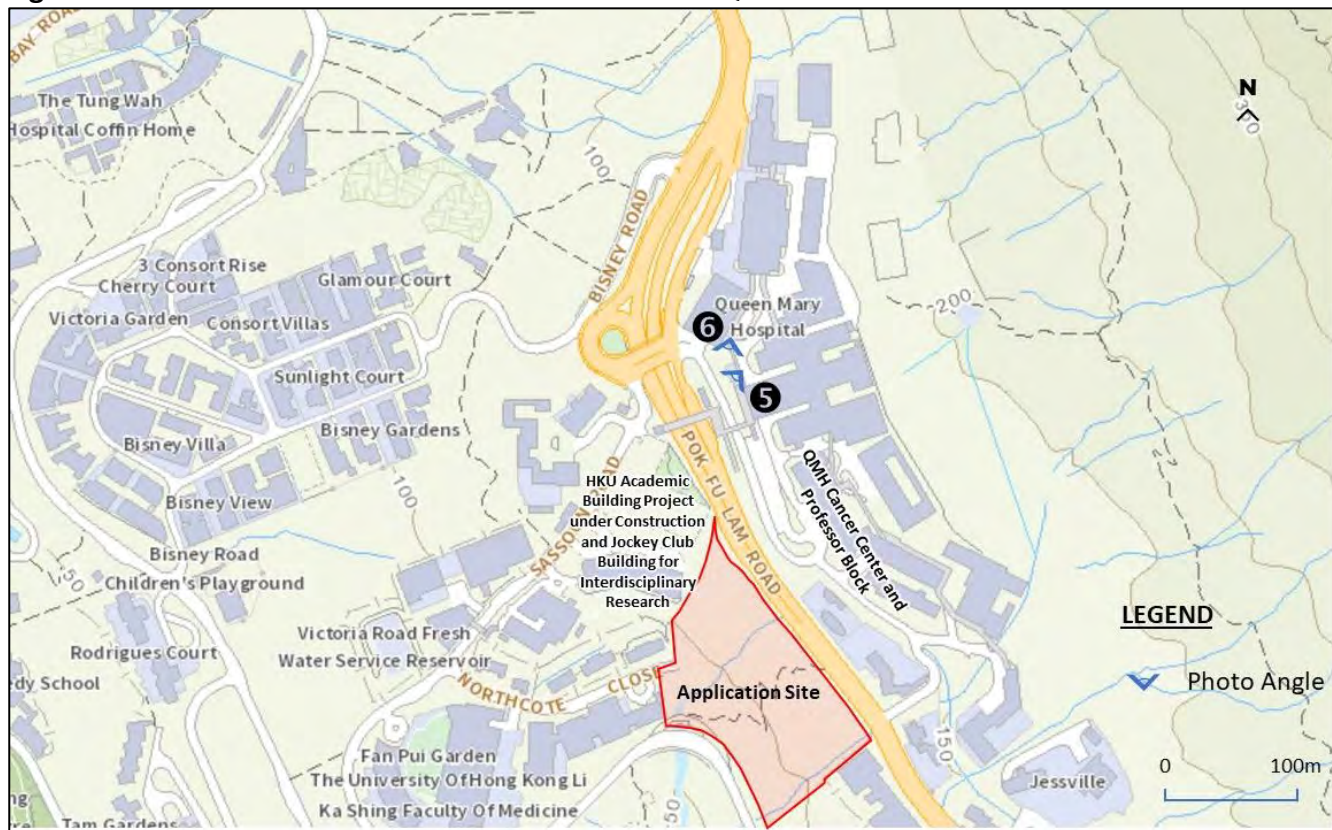 BAY ROAD
The Tung Wah
Hospital Coffin Home
100
BISNEY ROAD
N
300
3 Consort Rise
Cherry Court
Glamour Court
Victoria Garden
Consort Villas
Sunlight Court
Bisney Villa
Bisney Gardens
Bisney View
100
Queen Mary
Hospital
200
6
5
POK FU LAM ROAD
SASSOON ROAD
HKU Academic
Building Project
under Construction
and Jockey Club
Building for
Interdisciplinary
Research
QMH Cancer Center and
Professor Block
50
Bisney Road
Children's Playground
Victoria Road Fresh
Water Service Reservoir
Rodrigues Court
edy School
NORTHCOTE CLOSE
Application Site
LEGEND
Photo Angle
0 100m
Fan Pui Garden
The University Of Hong Kong Li
Ka Shing Faculty Of Medicine
50
150
Jessville
Tam Gardens